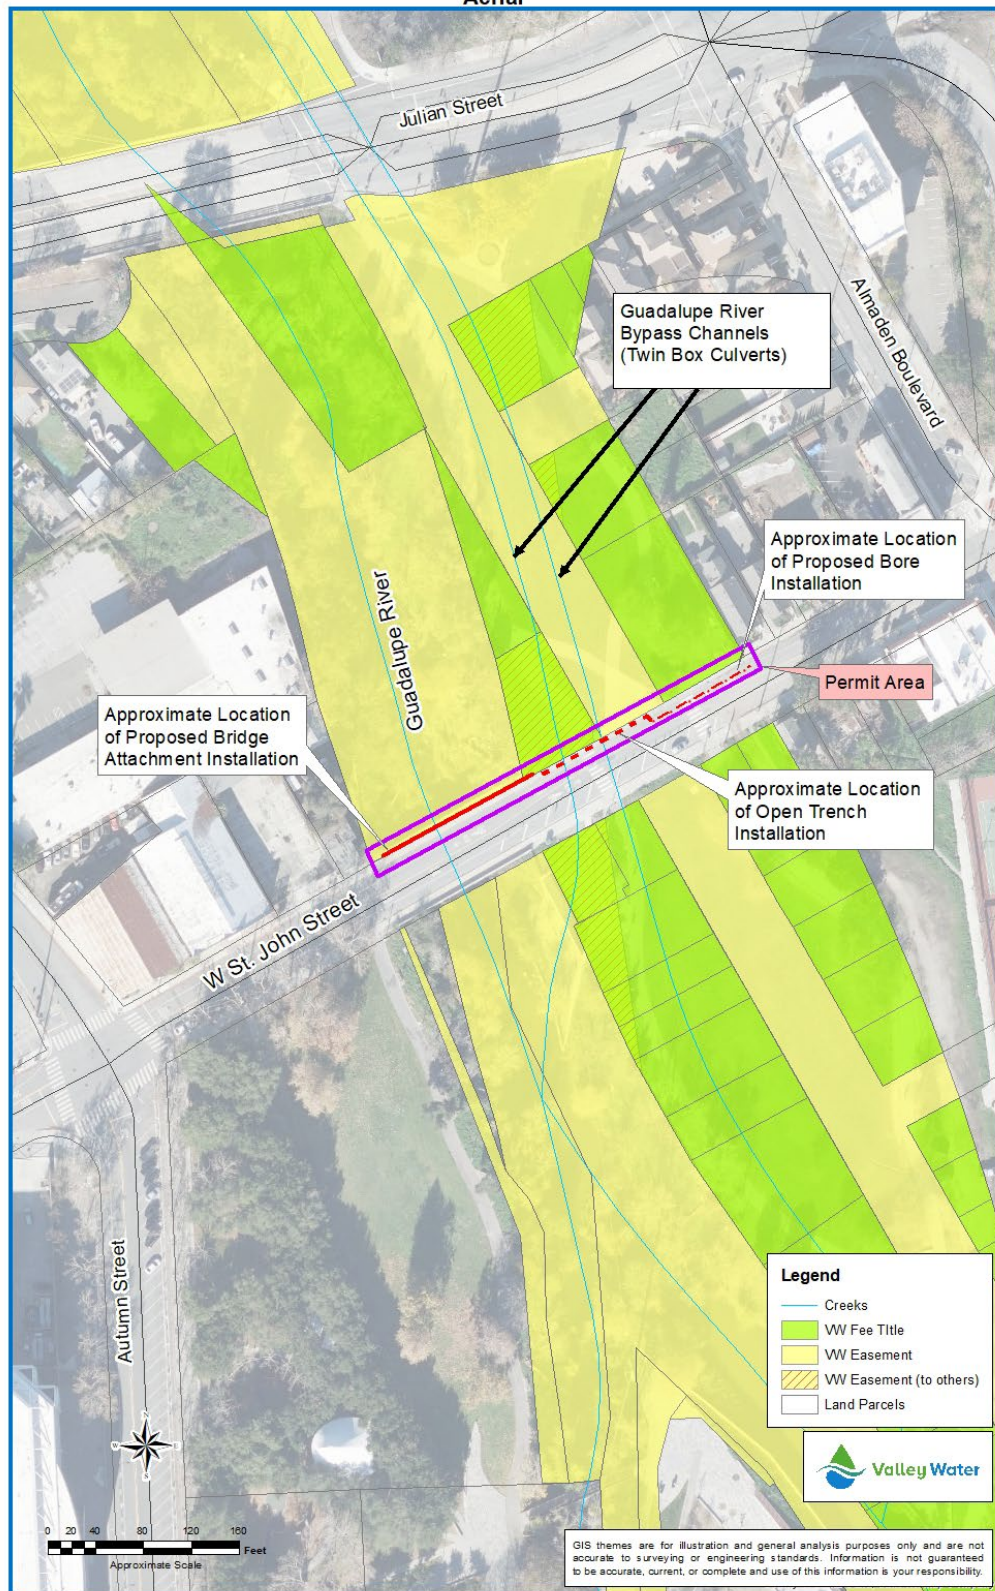 Aerial
Julian Street
Almaden Boulevard
Guadalupe River
Bypass Channels
(Twin Box Culverts)
Approximate Location
of Proposed Bore
Installation
Guadalupe River
Permit Area
Approximate Location
of Proposed Bridge
Attachment Installation
Approximate Location
of Open Trench
Installation
W St. John Street
Autumn Street
Legend
Creeks
VW Fee TItle
VW Easement
VW Easement (to others)
Land Parcels
N
W E
S
Valley Water
0 20 40 80 120 160
Feet
Approximate Scale
GIS themes are for illustration and general analysis purposes only and are not
accurate to surveying or engineering standards. Information is not guaranteed
to be accurate, current, or complete and use of this information is your responsibility.